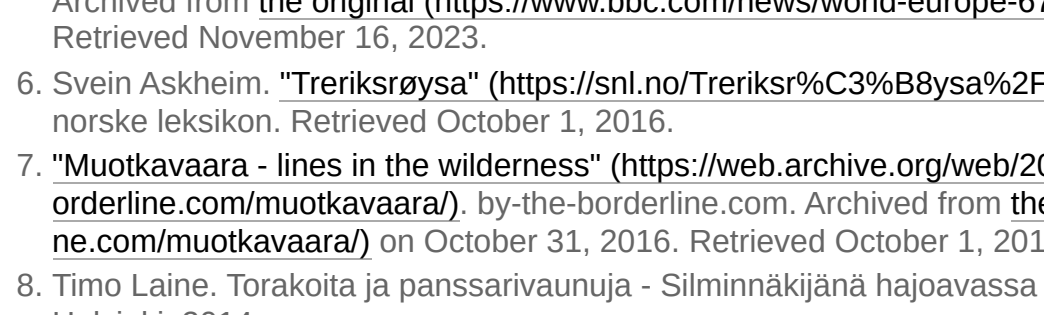 Archived from the original (https://www.bbc.com/news/world-europe-67
Retrieved November 16, 2023.
6. Svein Askheim. "Treriksrøysa" (https://snl.no/Treriksr%C3%B8ysa%2F
norske leksikon. Retrieved October 1, 2016.
7. "Muotkavaara - lines in the wilderness" (https://web.archive.org/web/20
orderline.com/muotkavaara/). by-the-borderline.com. Archived from the
ne.com/muotkavaara/) on October 31, 2016. Retrieved October 1, 201
8. Timo Laine. Torakoita ja panssarivaunuja - Silminnäkijänä hajoavassa